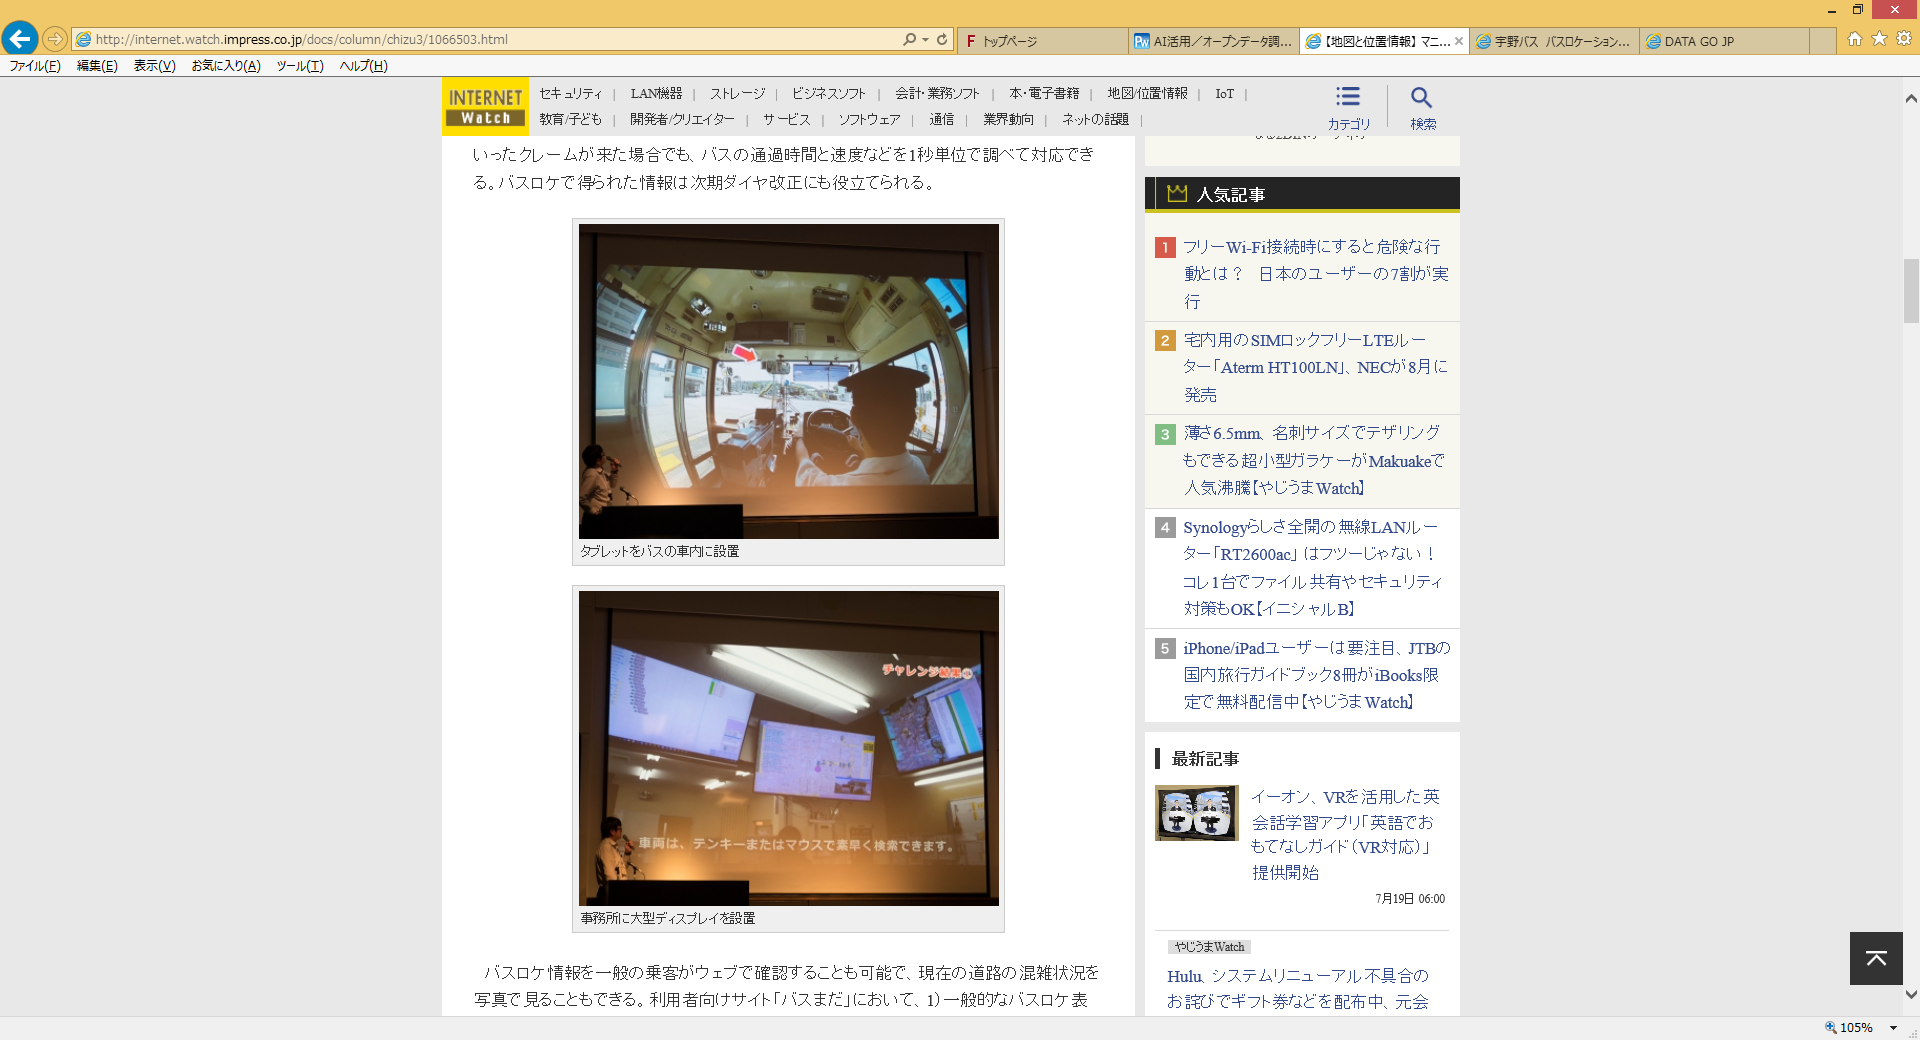 http://internet.watch.impress.co.jp/docs/column/chizu3/1066503.html
トップページ
AI活用／オープンデータ調...
【地図と位置情報】 マニ...
宇野バス バスロケーション...
DATA GO JP
ファイル(F) 編集(E) 表示(V) お気に入り(A) ツール(T) ヘルプ(H)
INTERNET
Watch
セキュリティ | LAN機器 | ストレージ | ビジネスソフト | 会計・業務ソフト | 本・電子書籍 | 地図/位置情報 | IoT |
教育/子ども | 開発者/クリエイター | サービス | ソフトウェア | 通信 | 業界動向 | ネットの話題 |
カテゴリ
検索
いったクレームが来た場合でも、バスの通過時間と速度などを1秒単位で調べて対応でき
る。バスロケで得られた情報は次期ダイヤ改正にも役立てられる。
タブレットをバスの車内に設置
チャレンジ結果
車両は、テンキーまたはマウスで素早く検索できます。
事務所に大型ディスプレイを設置
バスロケ情報を一般の乗客がウェブで確認することも可能で、現在の道路の混雑状況を
写真で見ることもできる。利用者向けサイト「バスまだ」において、1）一般的なバスロケ表
人気記事
1 フリーWi-Fi接続時にすると危険な行
動とは？ 日本のユーザーの7割が実
行
2 宅内用のSIMロックフリーLTEルー
ター「Aterm HT100LN」、NECが8月に
発売
3 薄さ6.5mm、名刺サイズでテザリング
もできる超小型ガラケーがMakuakeで
人気沸騰【やじうまWatch】
4 Synologyらしさ全開の無線LANルー
ター「RT2600ac」はフツーじゃない！
コレ1台でファイル共有やセキュリティ
対策もOK【イニシャルB】
5 iPhone/iPadユーザーは要注目、JTBの
国内旅行ガイドブック8冊がiBooks限
定で無料配信中【やじうまWatch】
最新記事
イーオン、VRを活用した英
会話学習アプリ「英語でお
もてなしガイド（VR対応）」
提供開始
7月19日 06:00
やじうまWatch
Hulu、システムリニューアル不具合の
お詫びでギフト券などを配布中、元会
105%